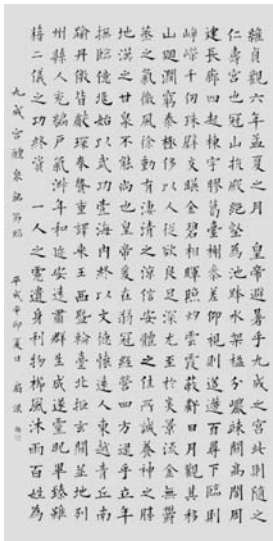 維貞觀六年孟夏之月　皇帝避暑乎九成之宮此則隨之
仁壽宮也冠山抗殿絕壑為池跨水架楹分巖竦闕高閣周
建長廊四起棟宇膠葛臺榭參差仰視則迢遰百尋下臨則
崢嶸千仞珠璧交暎金碧相暉照灼雲霞蔽虧日月觀其移
山迴澗窮泰極侈以人從欲良足深尤至於炎景流金無鬱
蒸之氣微風徐動有淒清之涼信安體之佳所誠養神之勝
地漢之甘泉不能尚也皇帝爰在弱冠經營四方逮乎立年
撫臨億兆始以武功壹海內終以文德懷遠人東越青丘南
踰丹徼皆獻琛奉贄重譯來王西暨輪臺北拒玄闕並地列
州縣人充編戶氣淑年和邇安遠肅群生咸遂靈貺畢臻雖
藉二儀之功終資　一人之慮遺身利物櫛風沐雨百姓為
九成宮醴泉銘節臨　平成辛卯夏日